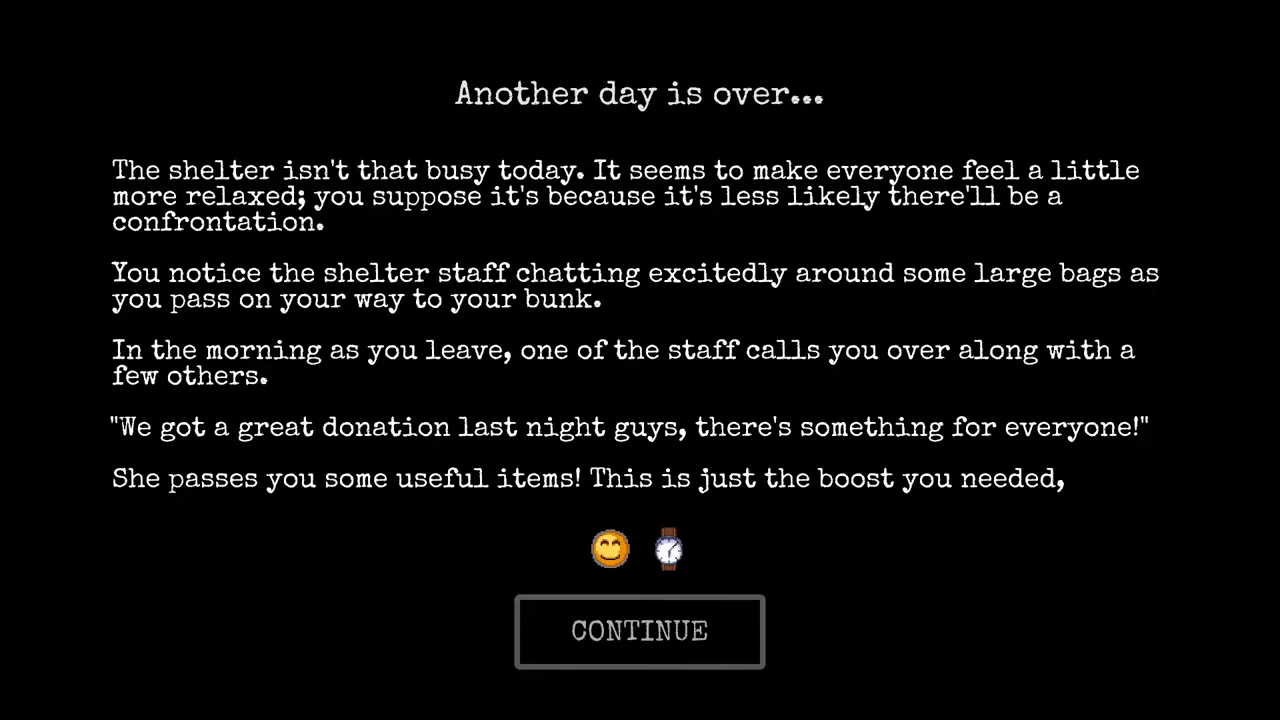 Another day is over...
The shelter isn't that busy today. It seems to make everyone feel a little
more relaxed; you suppose it's because it's less likely there'll be a
confrontation.
You notice the shelter staff chatting excitedly around some large bags as
you pass on your way to your bunk.
In the morning as you leave, one of the staff calls you over along with a
few others.
"We got a great donation last night guys, there's something for everyone!"
She passes you some useful items! This is just the boost you needed,
CONTINUE